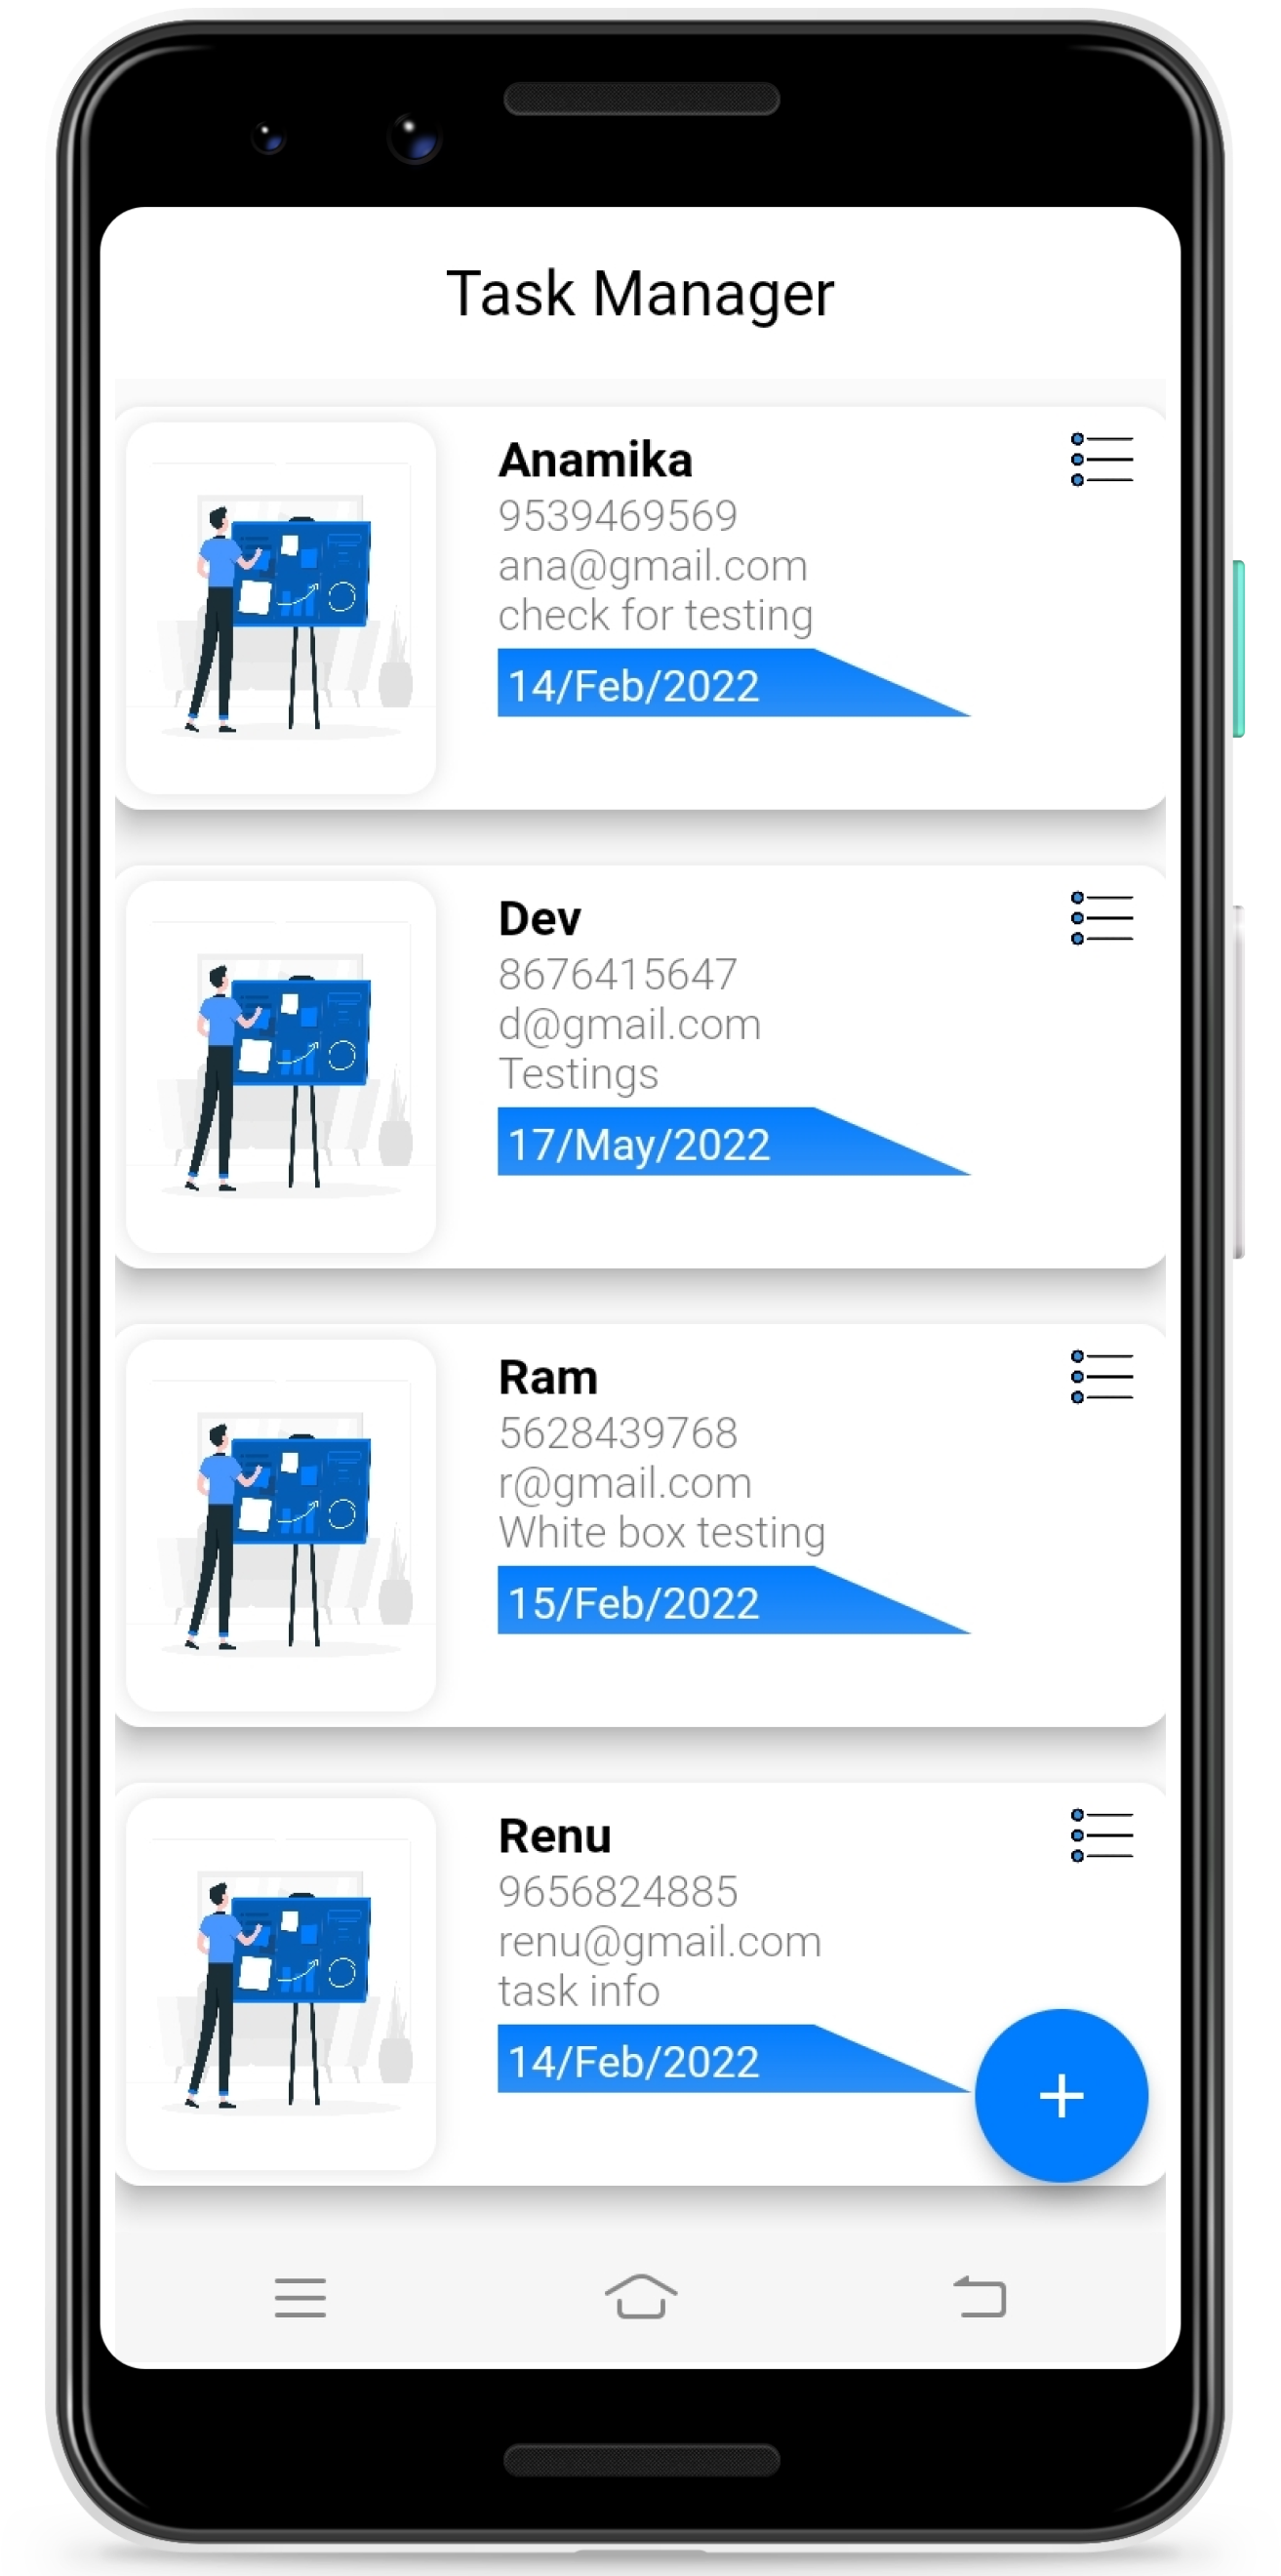 Task Manager
Anamika
9539469569
ana@gmail.com
check for testing
14/Feb/2022
Dev
8676415647
d@gmail.com
Testings
17/May/2022
Ram
5628439768
r@gmail.com
White box testing
15/Feb/2022
Renu
9656824885
renu@gmail.com
task info
14/Feb/2022
+